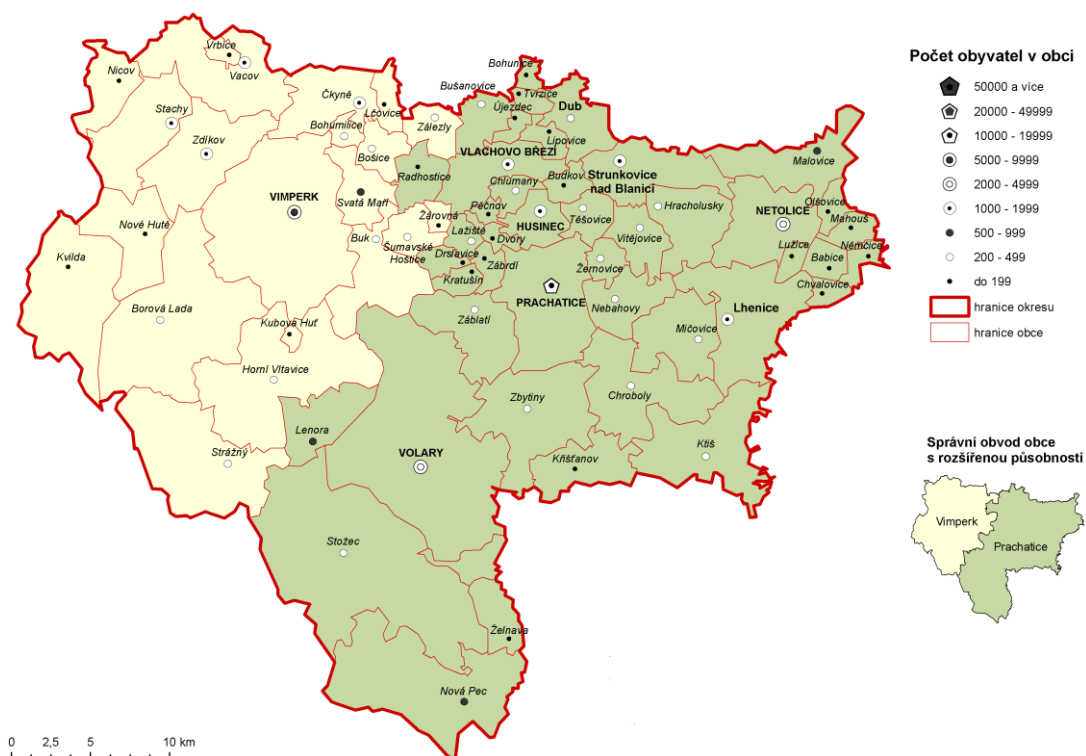 Počet obyvatel v obci
50000 a více
20000 - 49999
10000 - 19999
5000 - 9999
2000 - 4999
1000 - 1999
500 - 999
200 - 499
do 199
hranice okresu
hranice obce
Správní obvod obce
s rozšířenou působností
Vimperk
Prachatice
Vrbice
Nicov
Vacov
Bohunice
Bušanovice
Tvrzice
Čkyně
Lčovice
Újezdec
Dub
Stachy
Bohumilice
Zálezly
Lipovice
Zdíkov
Bošice
VLACHOVO BŘEZÍ
Malovice
Radhostice
Chlumany
Budkov
Strunkovice
nad Blanicí
VIMPERK
Svatá Maří
Pěčnov
Hracholusky
Olšovice
Žárovná
HUSINEC
Těšovice
NETOLICE
Mahouš
Nové Hutě
Lažiště
Dvory
Vitějovice
Buk
Šumavské
Hoštice
Drslavice
Zábrdí
Lužice
Němčice
Kvilda
Kratušín
Žernovice
Babice
Chvalovice
PRACHATICE
Nebahovy
Lhenice
Borová Lada
Kubova Huť
Záblatí
Mičovice
Horní Vltavice
Zbytiny
Chroboly
Lenora
Strážný
VOLARY
Křišťanov
Ktiš
Stožec
Želnava
Nová Pec
0 2,5 5 10 km